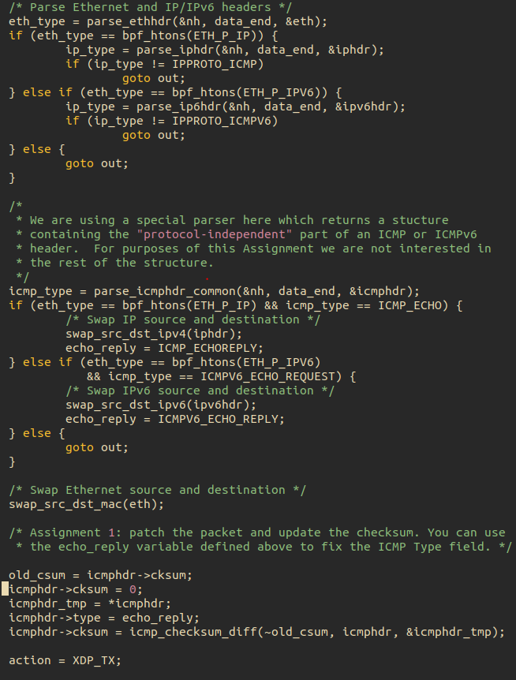 /* Parse Ethernet and IP/IPv6 headers */
eth_type = parse_ethhdr(&nh, data_end, &eth);
if (eth_type == bpf_htons(ETH_P_IP)) {
        ip_type = parse_iphdr(&nh, data_end, &iphdr);
        if (ip_type != IPPROTO_ICMP)
                goto out;
} else if (eth_type == bpf_htons(ETH_P_IPV6)) {
        ip_type = parse_ip6hdr(&nh, data_end, &ipv6hdr);
        if (ip_type != IPPROTO_ICMPV6)
                goto out;
} else {
        goto out;
}

/*
 * We are using a special parser here which returns a stucture
 * containing the "protocol-independent" part of an ICMP or ICMPv6
 * header.  For purposes of this Assignment we are not interested in
 * the rest of the structure.
 */
icmp_type = parse_icmphdr_common(&nh, data_end, &icmphdr);
if (eth_type == bpf_htons(ETH_P_IP) && icmp_type == ICMP_ECHO) {
        /* Swap IP source and destination */
        swap_src_dst_ipv4(iphdr);
        echo_reply = ICMP_ECHOREPLY;
} else if (eth_type == bpf_htons(ETH_P_IPV6)
           && icmp_type == ICMPV6_ECHO_REQUEST) {
        /* Swap IPv6 source and destination */
        swap_src_dst_ipv6(ipv6hdr);
        echo_reply = ICMPV6_ECHO_REPLY;
} else {
        goto out;
}

/* Swap Ethernet source and destination */
swap_src_dst_mac(eth);

/* Assignment 1: patch the packet and update the checksum. You can use
 * the echo_reply variable defined above to fix the ICMP Type field. */

old_csum = icmphdr->cksum;
icmphdr->cksum = 0;
icmphdr_tmp = *icmphdr;
icmphdr->type = echo_reply;
icmphdr->cksum = icmp_checksum_diff(~old_csum, icmphdr, &icmphdr_tmp);

action = XDP_TX;